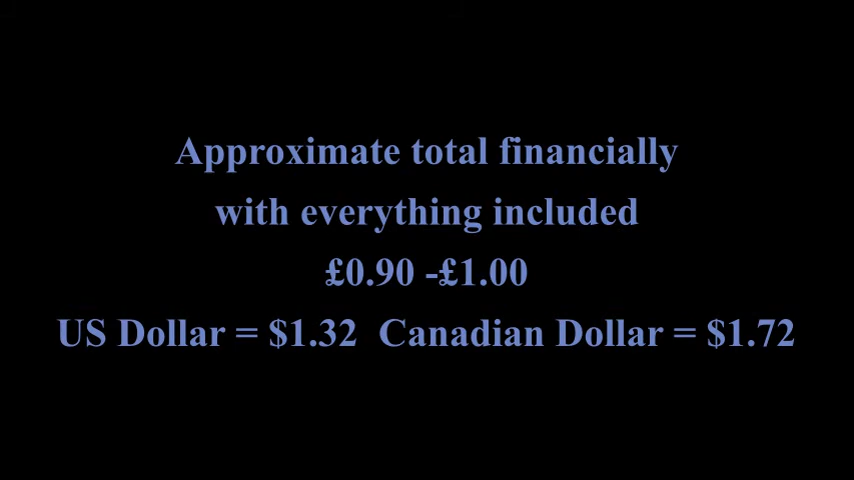 Approximate total financially
with everything included
£0.90 -£1.00
US Dollar = $1.32 Canadian Dollar = $1.72